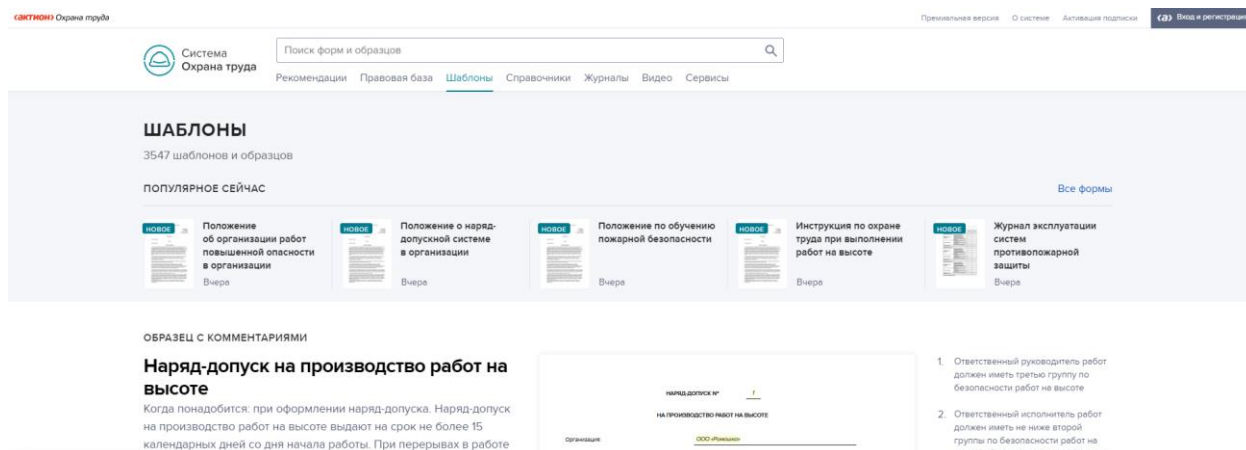 ‹актион› Охрана труда
Премиальная версия О системе Активация подписки ‹а› Вход и регистрация
Система
Охрана труда
Поиск форм и образцов
Рекомендации Правовая база Шаблоны Справочники Журналы Видео Сервисы
ШАБЛОНЫ
3547 шаблонов и образцов
ПОПУЛЯРНОЕ СЕЙЧАС
Все формы
НОВОЕ
Положение
об организации работ
повышенной опасности
в организации
Вчера
НОВОЕ
Положение о наряд-
допускной системе
в организации
Вчера
НОВОЕ
Положение по обучению
пожарной безопасности
Вчера
НОВОЕ
Инструкция по охране
труда при выполнении
работ на высоте
Вчера
НОВОЕ
Журнал эксплуатации
систем
противопожарной
защиты
Вчера
ОБРАЗЕЦ С КОММЕНТАРИЯМИ
Наряд-допуск на производство работ на
высоте
Когда понадобится: при оформлении наряд-допуска. Наряд-допуск
на производство работ на высоте выдают на срок не более 15
календарных дней со дня начала работы. При перерывах в работе
НАРЯД-ДОПУСК № 1
НА ПРОИЗВОДСТВО РАБОТ НА ВЫСОТЕ
Организация: ООО «Ромашка»
1. Ответственный руководитель работ
должен иметь третью группу по
безопасности работ на высоте
2. Ответственный исполнитель работ
должен иметь не ниже второй
группы по безопасности работ на